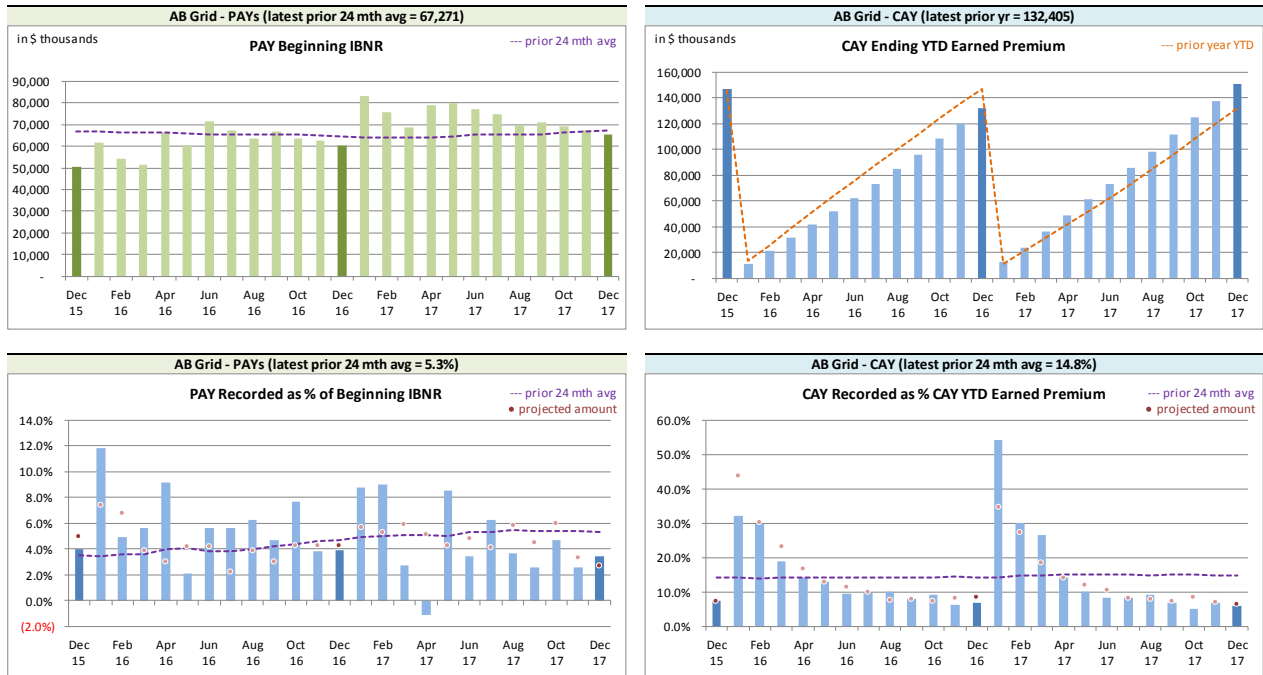 AB Grid - PAYs (latest prior 24 mth avg = 67,271)
in $ thousands
PAY Beginning IBNR
--- prior 24 mth avg
90,000
80,000
70,000
60,000
50,000
40,000
30,000
20,000
10,000
-
Dec Feb Apr Jun Aug Oct Dec Feb Apr Jun Aug Oct Dec
15 16 16 16 16 16 16 17 17 17 17 17 17
AB Grid - CAY (latest prior yr = 132,405)
in $ thousands
CAY Ending YTD Earned Premium
--- prior year YTD
160,000
140,000
120,000
100,000
80,000
60,000
40,000
20,000
-
Dec Feb Apr Jun Aug Oct Dec Feb Apr Jun Aug Oct Dec
15 16 16 16 16 16 16 17 17 17 17 17 17
AB Grid - PAYs (latest prior 24 mth avg = 5.3%)
PAY Recorded as % of Beginning IBNR
--- prior 24 mth avg
● projected amount
14.0%
12.0%
10.0%
8.0%
6.0%
4.0%
2.0%
0.0%
(2.0%)
Dec Feb Apr Jun Aug Oct Dec Feb Apr Jun Aug Oct Dec
15 16 16 16 16 16 16 17 17 17 17 17 17
AB Grid - CAY (latest prior 24 mth avg = 14.8%)
CAY Recorded as % CAY YTD Earned Premium
--- prior 24 mth avg
● projected amount
60.0%
50.0%
40.0%
30.0%
20.0%
10.0%
0.0%
Dec Feb Apr Jun Aug Oct Dec Feb Apr Jun Aug Oct Dec
15 16 16 16 16 16 16 17 17 17 17 17 17